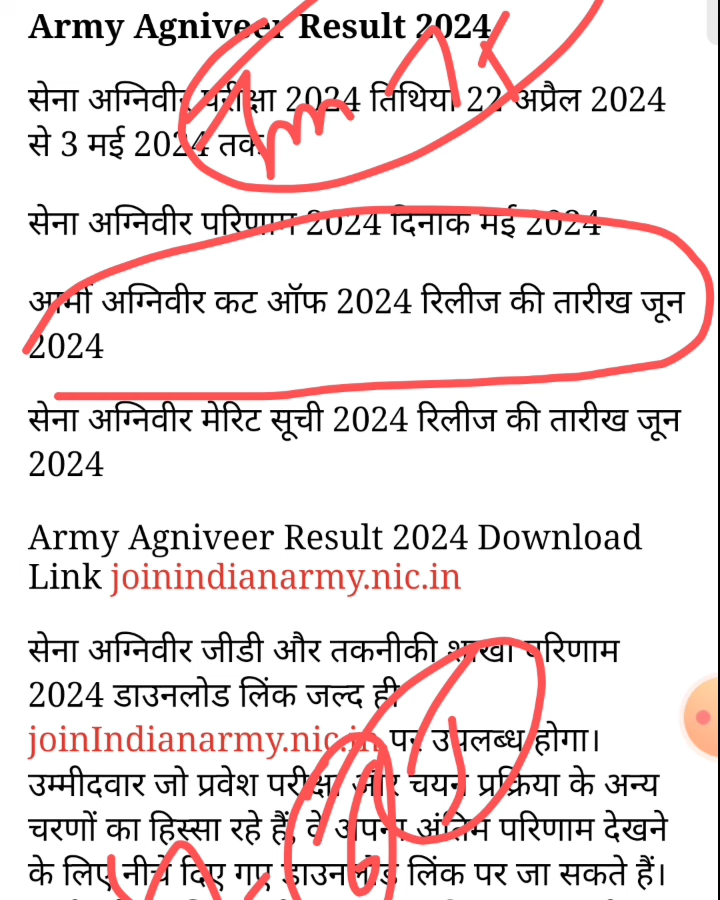 Army Agniveer Result 2024
सेना अग्निवीर परीक्षा 2024 तिथियां 22 अप्रैल 2024
से 3 मई 2024 तक
सेना अग्निवीर परिणाम 2024 दिनांक मई 2024
आर्मी अग्निवीर कट ऑफ 2024 रिलीज की तारीख जून
2024
सेना अग्निवीर मेरिट सूची 2024 रिलीज की तारीख जून
2024
Army Agniveer Result 2024 Download
Link joinindianarmy.nic.in
सेना अग्निवीर जीडी और तकनीकी शाखा परिणाम
2024 डाउनलोड लिंक जल्द ही
joinIndianarmy.nic.in पर उपलब्ध होगा।
उम्मीदवार जो प्रवेश परीक्षा और चयन प्रक्रिया के अन्य
चरणों का हिस्सा रहे हैं, वे अपना अंतिम परिणाम देखने
के लिए नीचे दिए गए डाउनलोड लिंक पर जा सकते हैं।